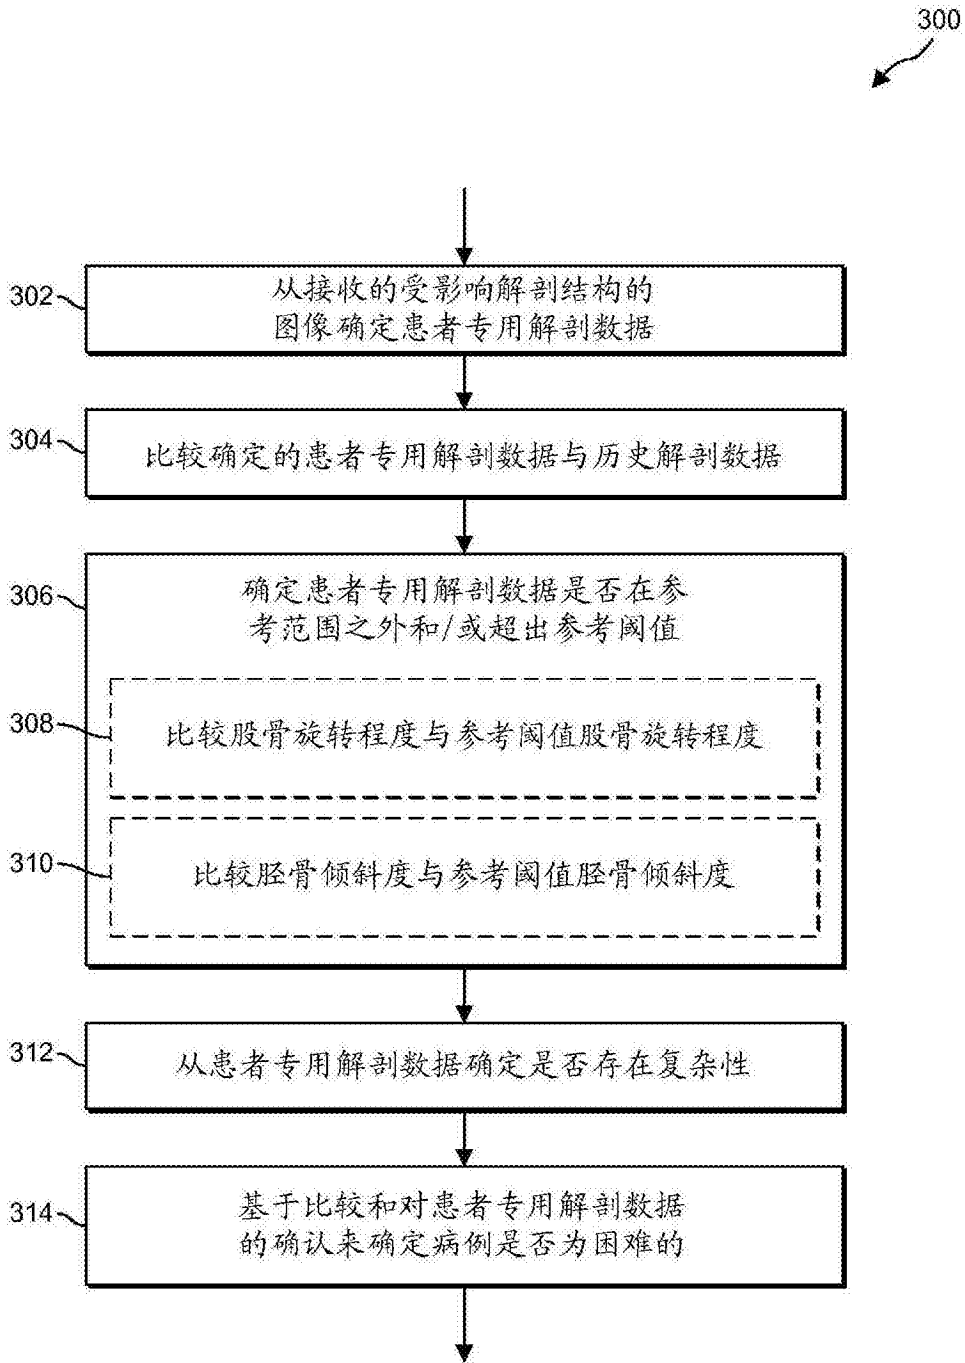 300
302
从接收的受影响解剖结构的
图像确定患者专用解剖数据
304
比较确定的患者专用解剖数据与历史解剖数据
306
确定患者专用解剖数据是否在参
考范围之外和/或超出参考阈值
308
比较股骨旋转程度与参考阈值股骨旋转程度
310
比较胫骨倾斜度与参考阈值胫骨倾斜度
312
从患者专用解剖数据确定是否存在复杂性
314
基于比较和对患者专用解剖数据
的确认来确定病例是否为困难的